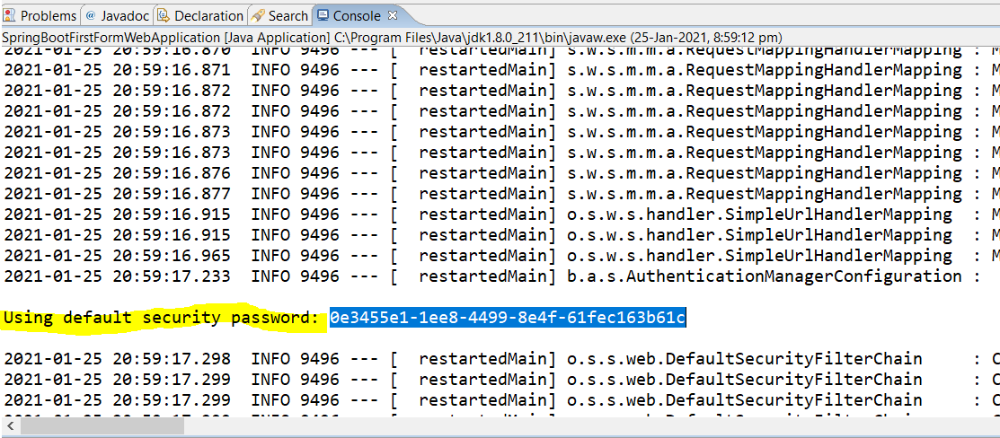 Problems @ Javadoc Declaration Search Console
SpringBootFirstFormWebApplication [Java Application] C:\Program Files\Java\jdk1.8.0_211\bin\javaw.exe (25-Jan-2021, 8:59:12 pm)
2021-01-25 20:59:16.870  INFO 9496 --- [  restartedMain] s.w.s.m.m.a.RequestMappingHandlerMapping : M
2021-01-25 20:59:16.871  INFO 9496 --- [  restartedMain] s.w.s.m.m.a.RequestMappingHandlerMapping : M
2021-01-25 20:59:16.872  INFO 9496 --- [  restartedMain] s.w.s.m.m.a.RequestMappingHandlerMapping : M
2021-01-25 20:59:16.872  INFO 9496 --- [  restartedMain] s.w.s.m.m.a.RequestMappingHandlerMapping : M
2021-01-25 20:59:16.873  INFO 9496 --- [  restartedMain] s.w.s.m.m.a.RequestMappingHandlerMapping : M
2021-01-25 20:59:16.873  INFO 9496 --- [  restartedMain] s.w.s.m.m.a.RequestMappingHandlerMapping : M
2021-01-25 20:59:16.876  INFO 9496 --- [  restartedMain] s.w.s.m.m.a.RequestMappingHandlerMapping : M
2021-01-25 20:59:16.877  INFO 9496 --- [  restartedMain] s.w.s.m.m.a.RequestMappingHandlerMapping : M
2021-01-25 20:59:16.915  INFO 9496 --- [  restartedMain] o.s.w.s.handler.SimpleUrlHandlerMapping  : M
2021-01-25 20:59:16.915  INFO 9496 --- [  restartedMain] o.s.w.s.handler.SimpleUrlHandlerMapping  : M
2021-01-25 20:59:16.965  INFO 9496 --- [  restartedMain] o.s.w.s.handler.SimpleUrlHandlerMapping  : M
2021-01-25 20:59:17.233  INFO 9496 --- [  restartedMain] b.a.s.AuthenticationManagerConfiguration :
Using default security password: 0e3455e1-1ee8-4499-8e4f-61fec163b61c
2021-01-25 20:59:17.298  INFO 9496 --- [  restartedMain] o.s.s.web.DefaultSecurityFilterChain     : C
2021-01-25 20:59:17.299  INFO 9496 --- [  restartedMain] o.s.s.web.DefaultSecurityFilterChain     : C
2021-01-25 20:59:17.299  INFO 9496 --- [  restartedMain] o.s.s.web.DefaultSecurityFilterChain     : C